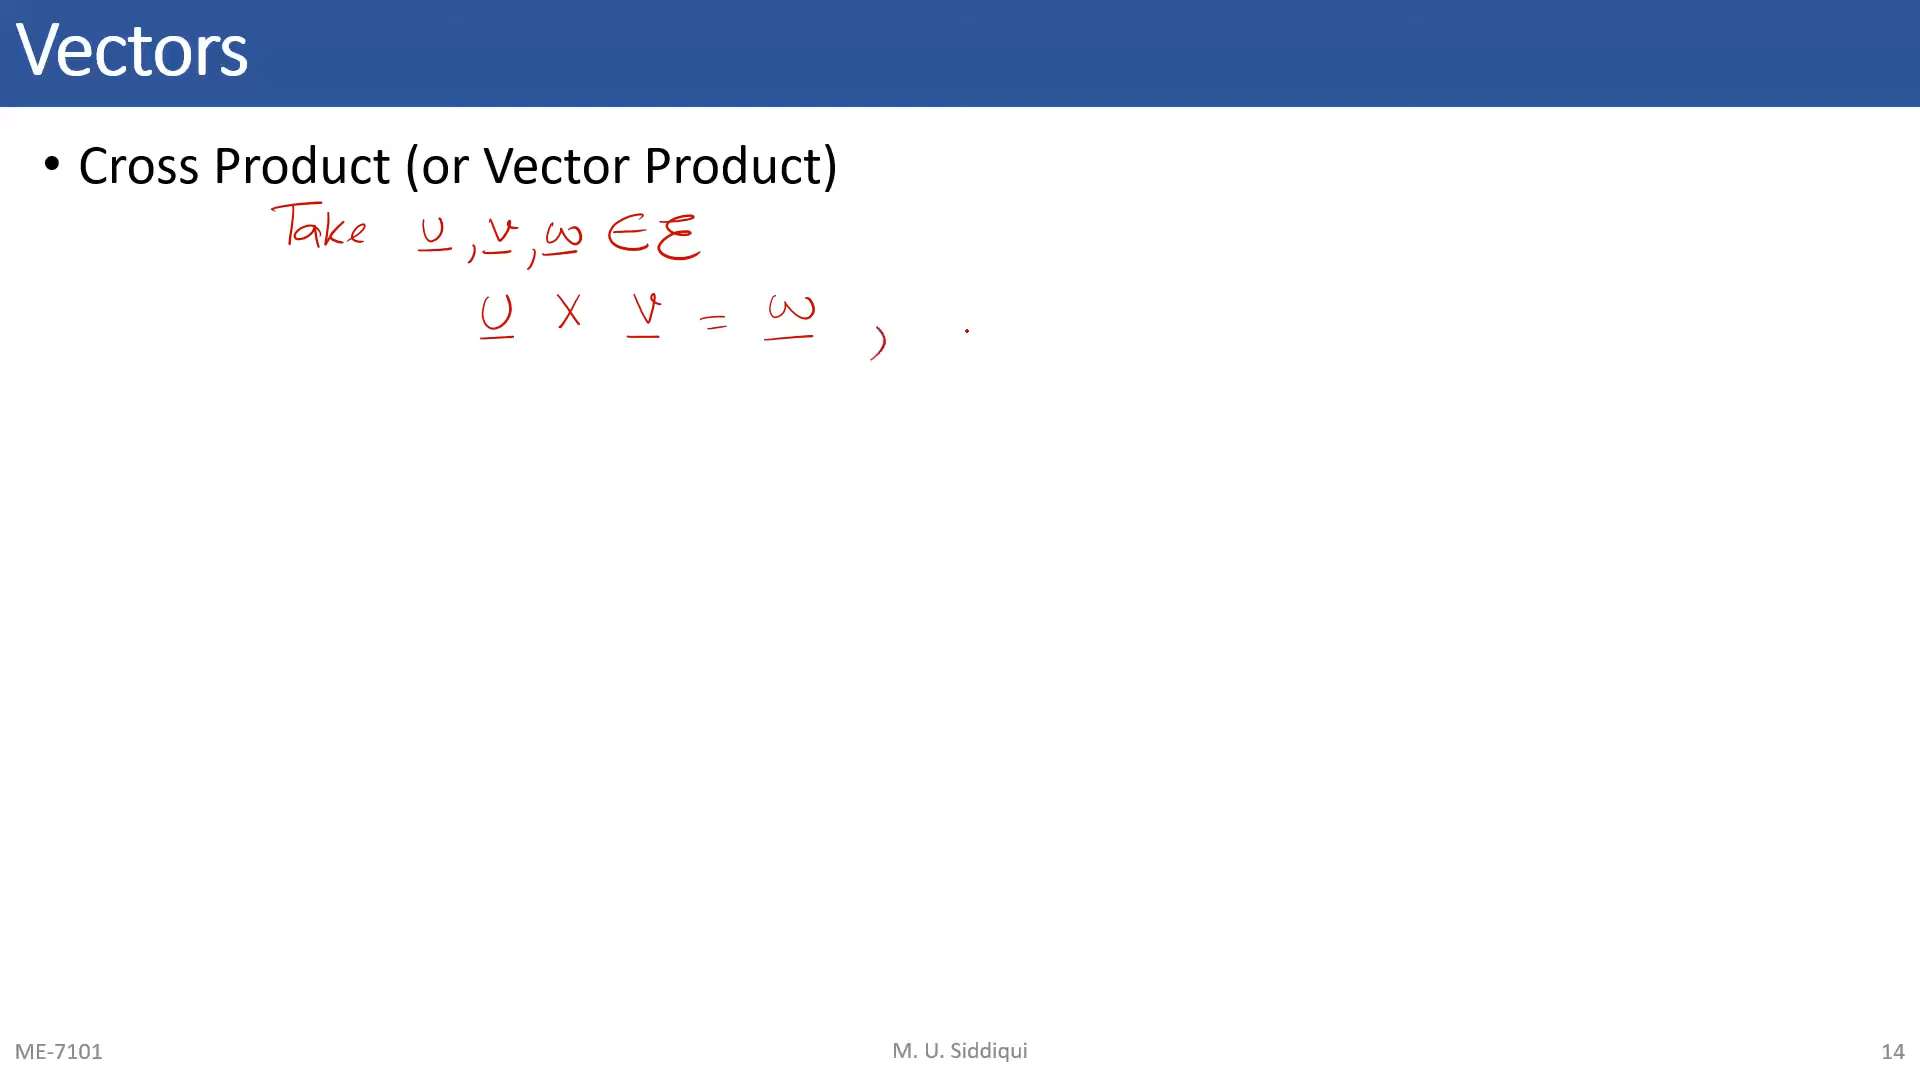 Vectors
• Cross Product (or Vector Product)
Take u, v, w ∈ ℰ
u × v = w ,
ME-7101
M. U. Siddiqui
14